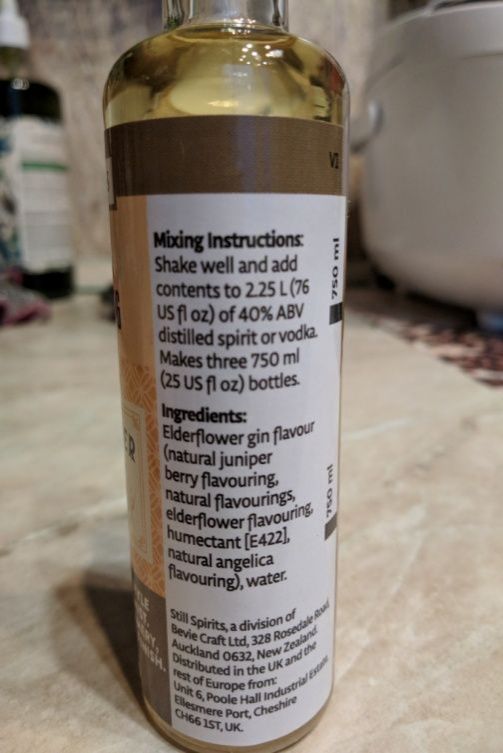 V2
Mixing Instructions:
Shake well and add
contents to 2.25 L (76
US fl oz) of 40% ABV
distilled spirit or vodka.
Makes three 750 ml
(25 US fl oz) bottles.
750 ml
Ingredients:
Elderflower gin flavour
(natural juniper
berry flavouring,
natural flavourings,
elderflower flavouring,
humectant [E422],
natural angelica
flavouring), water.
750 ml
Still Spirits, a division of
Bevie Craft Ltd, 328 Rosedale Road,
Auckland 0632, New Zealand.
Distributed in the UK and the
rest of Europe from:
Unit 6, Poole Hall Industrial Estate,
Ellesmere Port, Cheshire
CH66 1ST, UK.